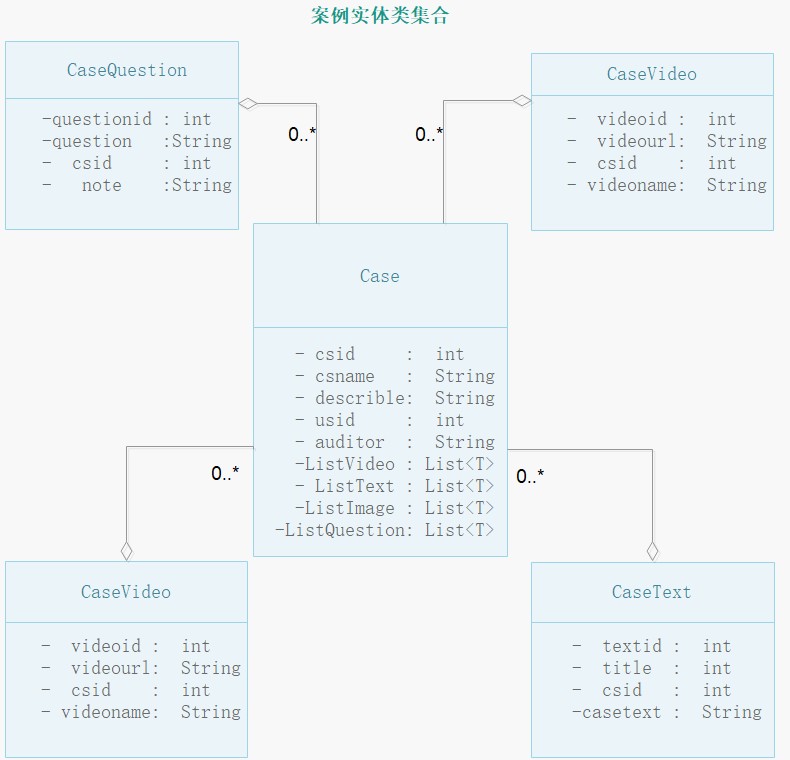 案例实体类集合
CaseQuestion
-questionid : int
-question :String
- csid : int
- note :String
CaseVideo
- videoid : int
- videourl: String
- csid : int
- videoname: String
0..*
0..*
Case
- csid : int
- csname : String
- describle: String
- usid : int
- auditor : String
-ListVideo : List<T>
- ListText : List<T>
-ListImage : List<T>
-ListQuestion: List<T>
0..*
0..*
CaseVideo
- videoid : int
- videourl: String
- csid : int
- videoname: String
CaseText
- textid : int
- title : int
- csid : int
-casetext : String